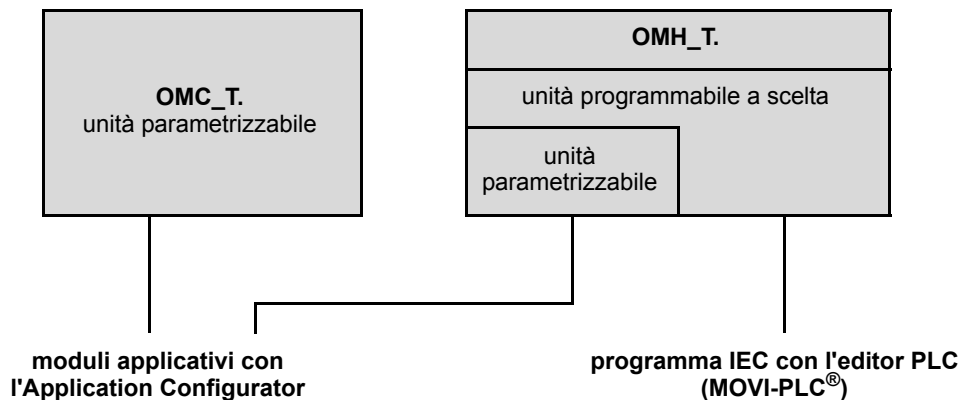 OMC_T.
unità parametrizzabile
OMH_T.
unità programmabile a scelta
unità
parametrizzabile
moduli applicativi con
l'Application Configurator
programma IEC con l'editor PLC
(MOVI-PLC®)